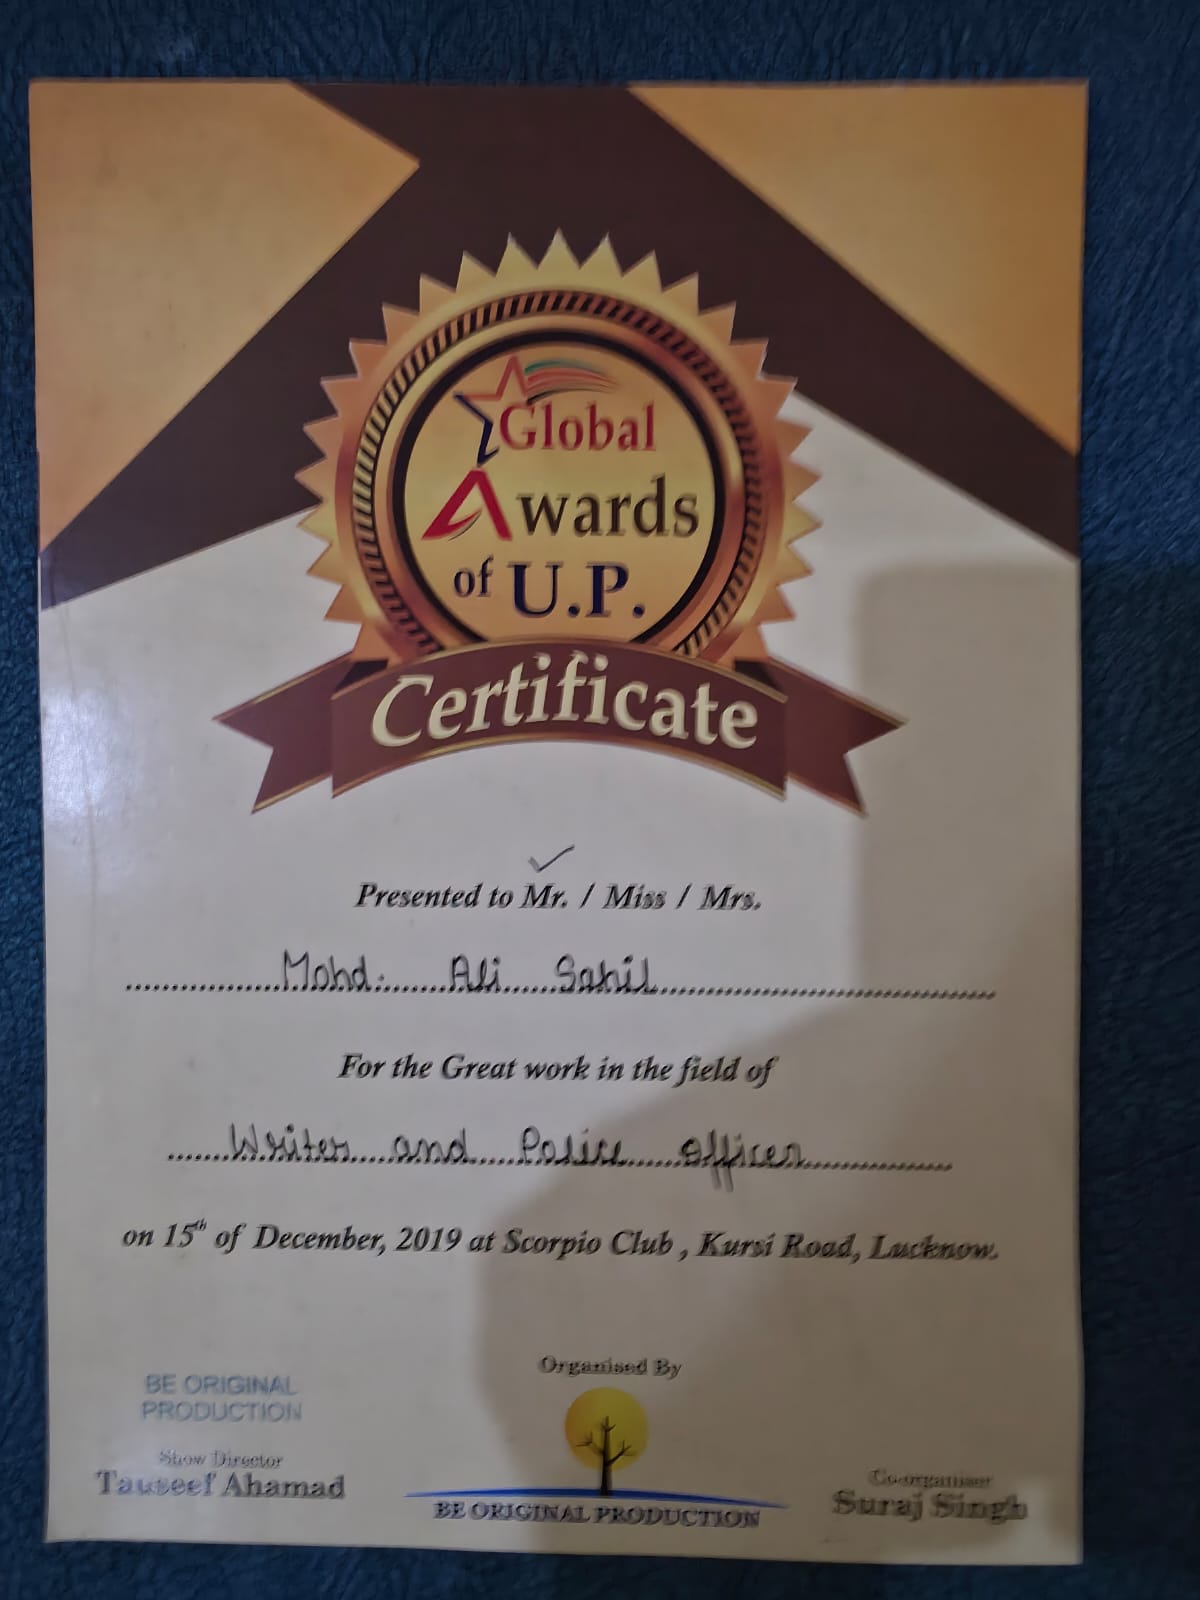 Global
Awards
of U.P.
Certificate
✓
Presented to Mr. / Miss / Mrs.
Mohd. Ali Sahil
For the Great work in the field of
Writer and Police Officer
on 15th of December, 2019 at Scorpio Club, Kursi Road, Lucknow.
Organised By
BE ORIGINAL
PRODUCTION
Show Director
Tauseef Ahamad
BE ORIGINAL PRODUCTION
Co-organiser
Suraj Singh